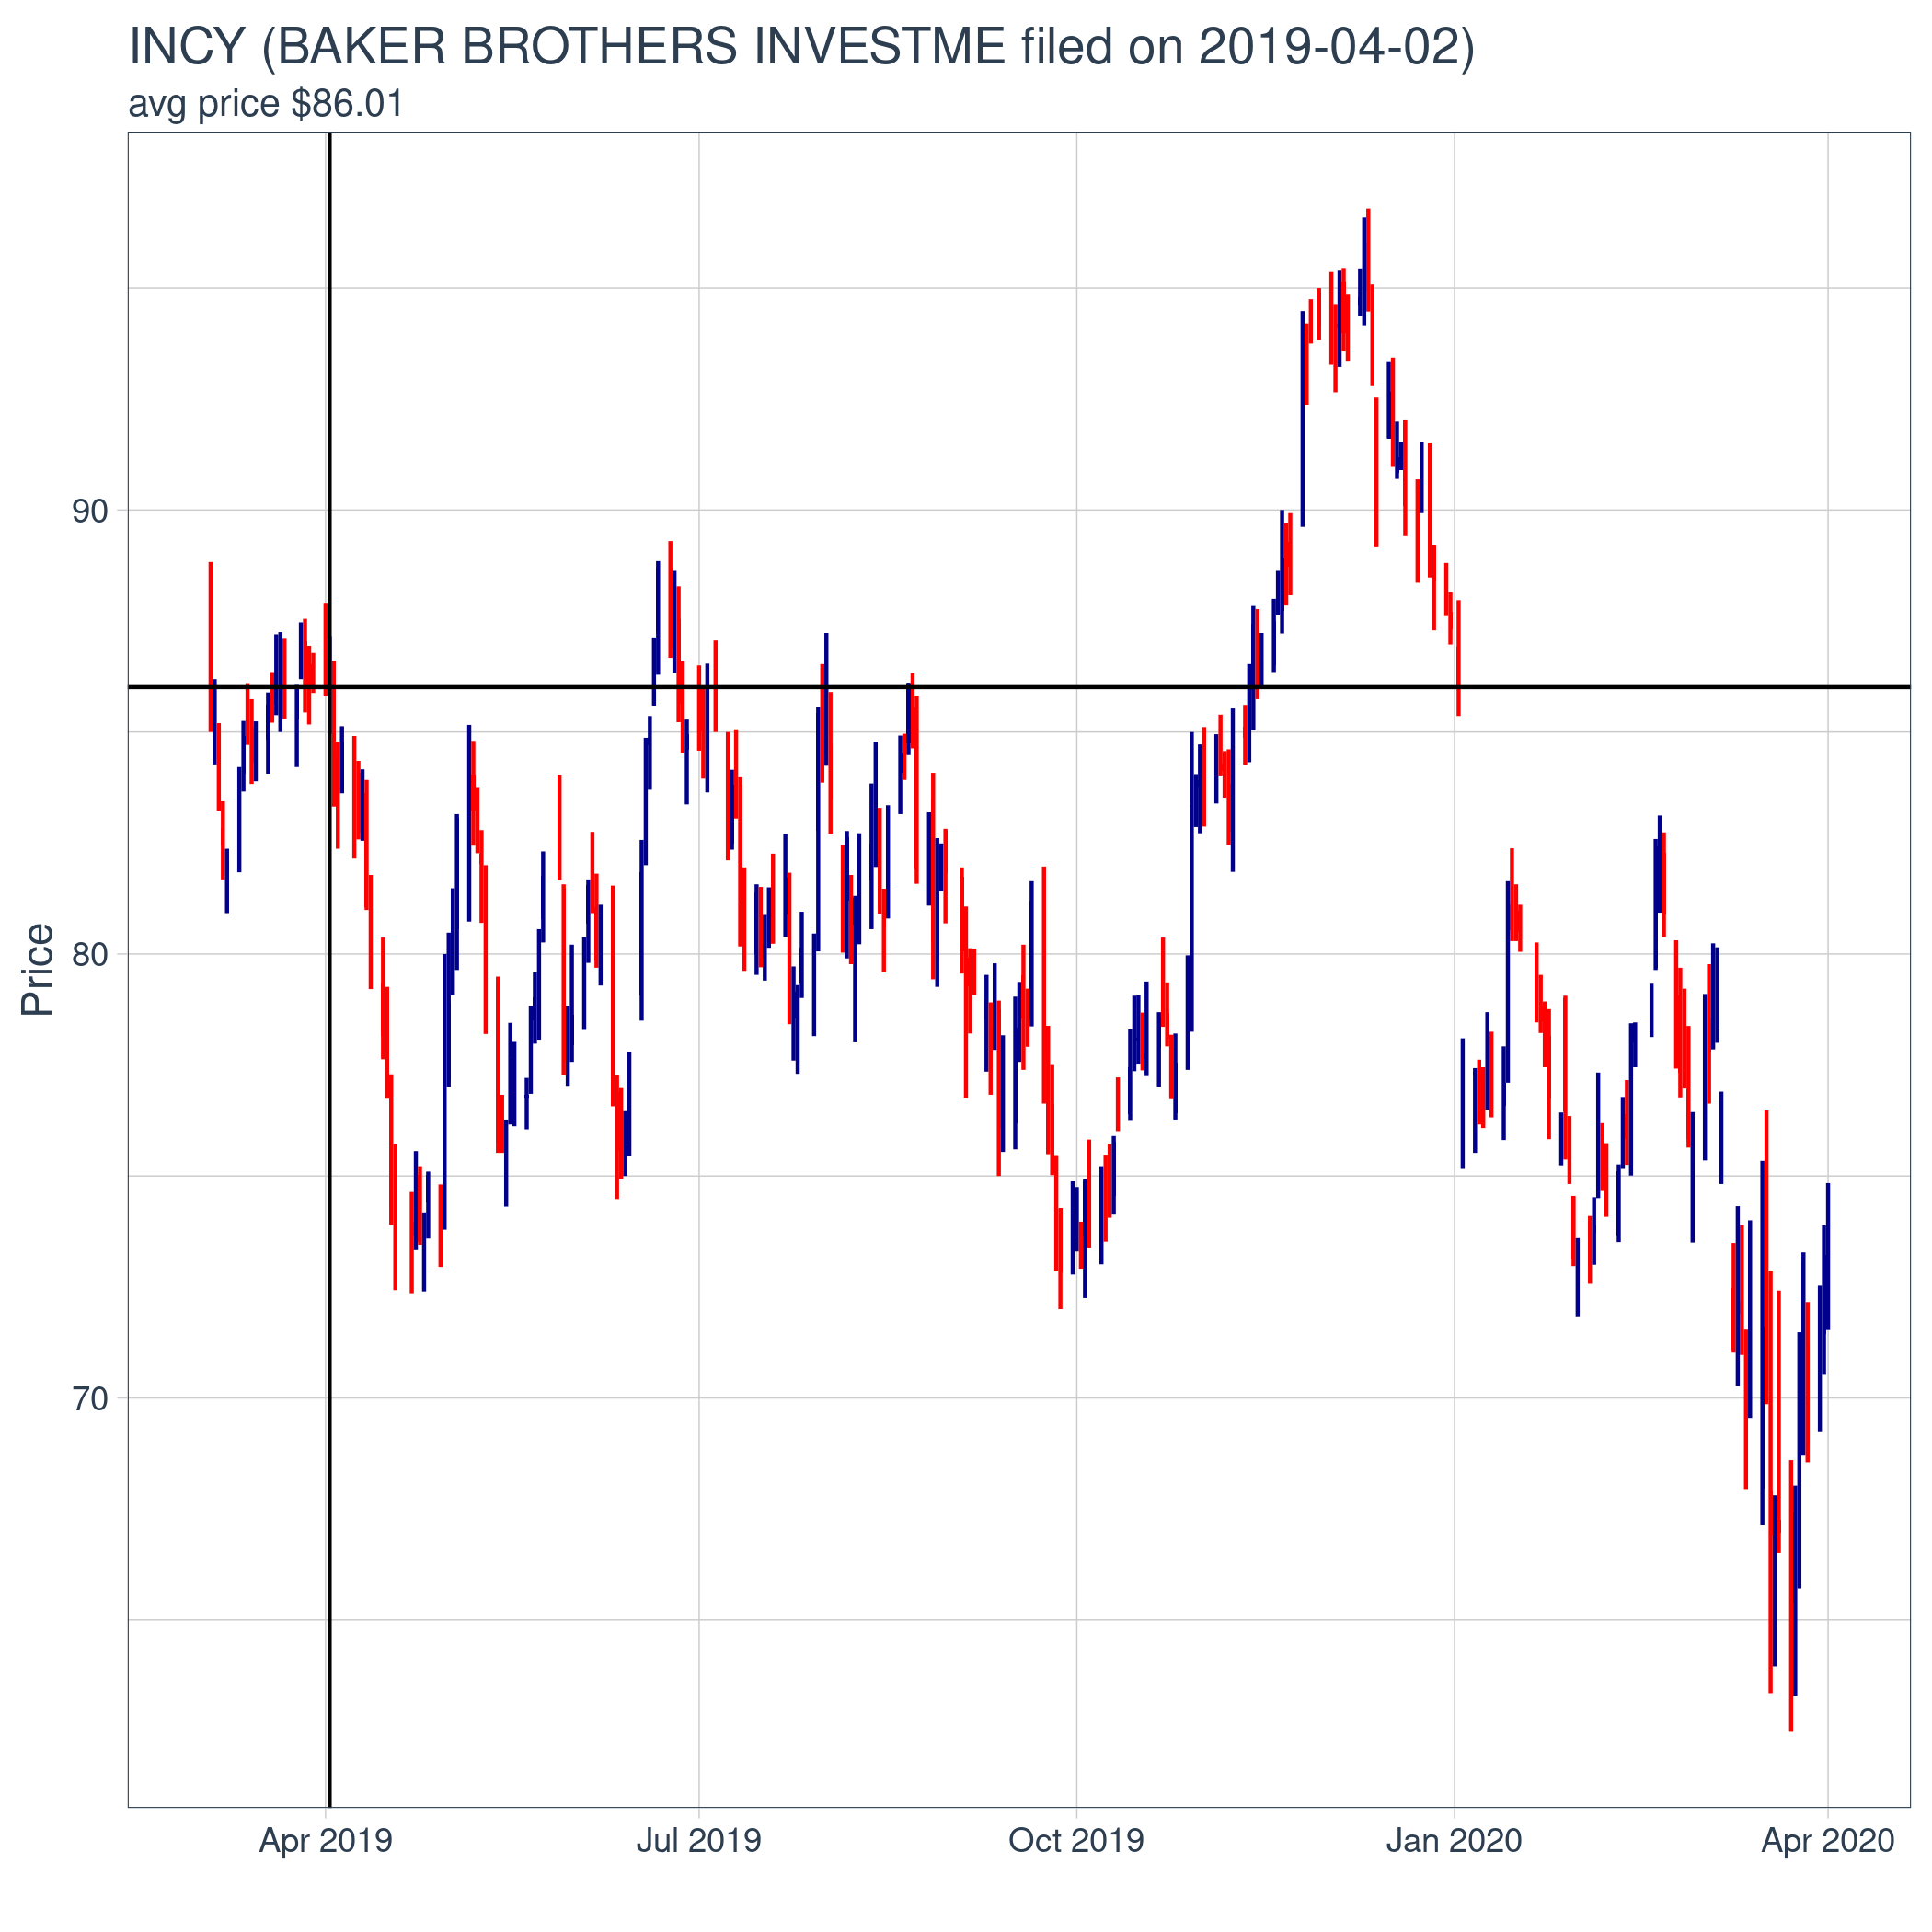 INCY (BAKER BROTHERS INVESTME filed on 2019-04-02)
avg price $86.01
90
80
70
Price
Apr 2019
Jul 2019
Oct 2019
Jan 2020
Apr 2020